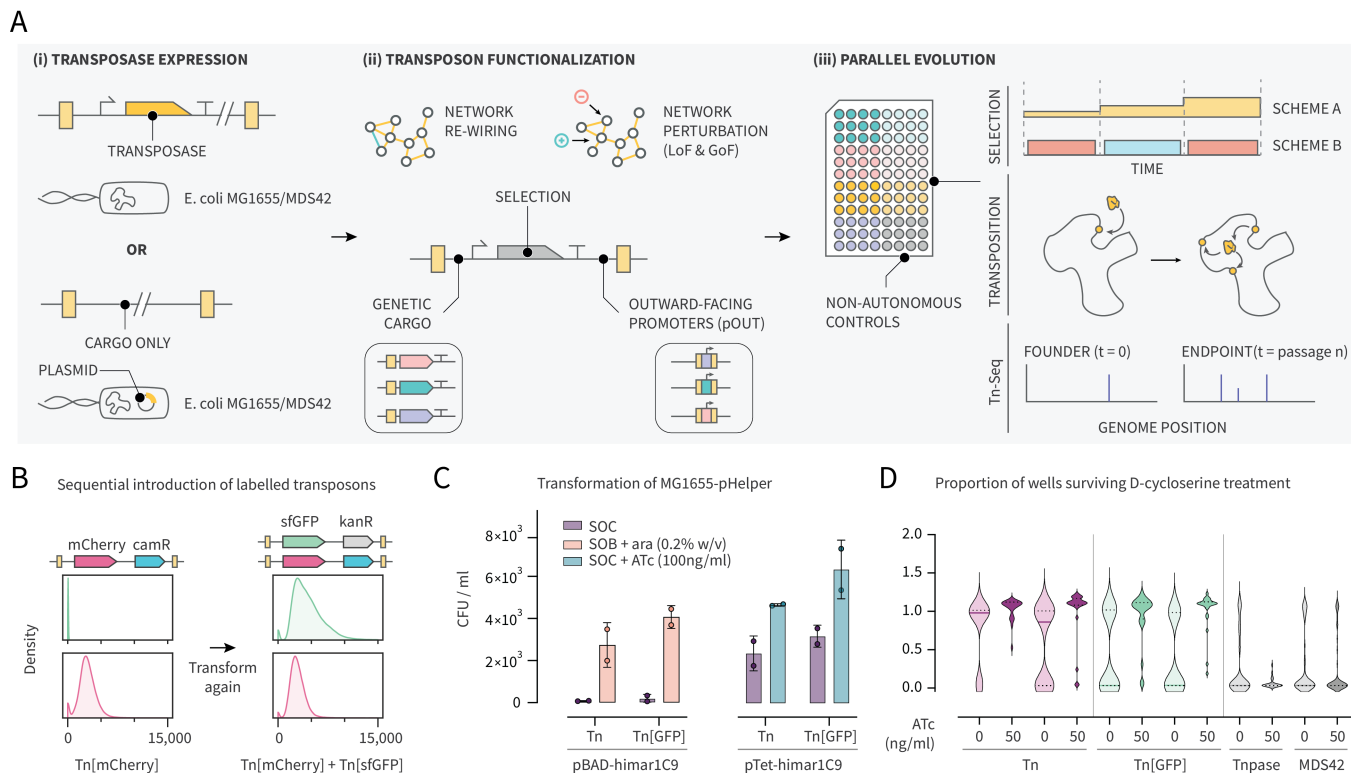 A
(i) TRANSPOSASE EXPRESSION
TRANSPOSASE
E. coli MG1655/MDS42
OR
CARGO ONLY
PLASMID
E. coli MG1655/MDS42
(ii) TRANSPOSON FUNCTIONALIZATION
NETWORK
RE-WIRING
NETWORK
PERTURBATION
(LoF & GoF)
SELECTION
GENETIC
CARGO
OUTWARD-FACING
PROMOTERS (pOUT)
(iii) PARALLEL EVOLUTION
NON-AUTONOMOUS
CONTROLS
SELECTION
SCHEME A
SCHEME B
TIME
TRANSPOSITION
Tn-Seq
FOUNDER (t = 0)
ENDPOINT(t = passage n)
GENOME POSITION
B
Sequential introduction of labelled transposons
mCherry camR
sfGFP kanR
Density
Transform
again
0 15,000
0 15,000
Tn[mCherry]
Tn[mCherry] + Tn[sfGFP]
C
Transformation of MG1655-pHelper
SOC
SOB + ara (0.2% w/v)
SOC + ATc (100ng/ml)
CFU / ml
8×10³
6×10³
4×10³
2×10³
0
Tn Tn[GFP] Tn Tn[GFP]
pBAD-himar1C9 pTet-himar1C9
D
Proportion of wells surviving D-cycloserine treatment
2.0
1.5
1.0
0.5
0.0
ATc
(ng/ml)
0 50 0 50 0 50 0 50 0 50 0 50
Tn Tn[GFP] Tnpase MDS42